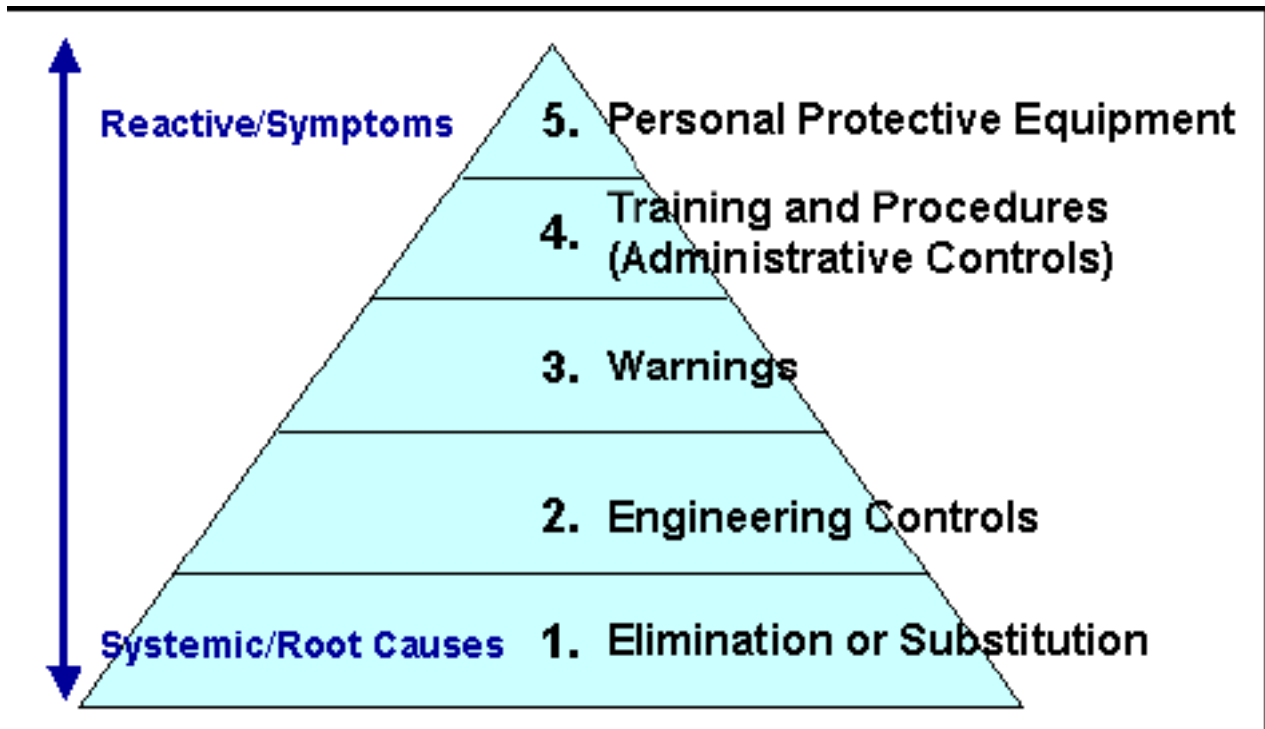 Reactive/Symptoms
5. Personal Protective Equipment
4. Training and Procedures
(Administrative Controls)
3. Warnings
2. Engineering Controls
Systemic/Root Causes
1. Elimination or Substitution